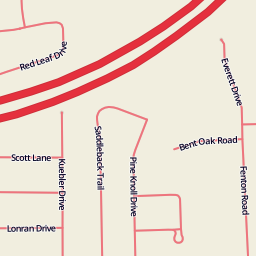 Red Leaf Drive
Everett Drive
Bent Oak Road
Scott Lane
Kuebler Drive
Saddleback Trail
Pine Knoll Drive
Fenton Road
Lonran Drive